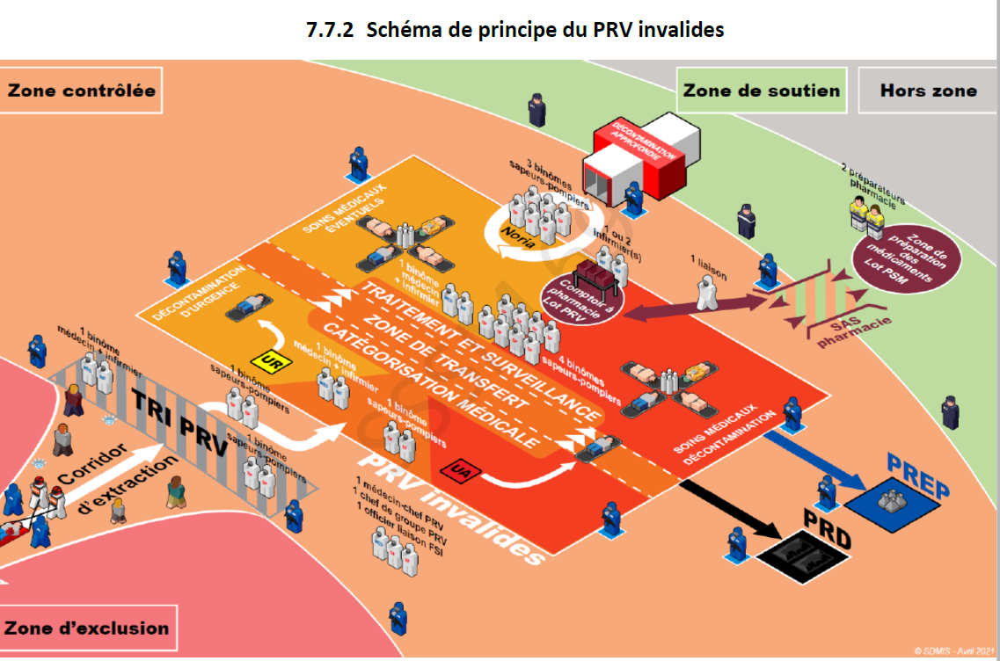 7.7.2 Schéma de principe du PRV invalides
Zone contrôlée
Zone de soutien
Hors zone
DÉCONTAMINATION
APPROFONDIE
2 préparateurs
pharmacie
Zone de
préparation
des
médicaments
Lot PSM
3 binômes
sapeurs-pompiers
Noria
SOINS MÉDICAUX
ÉVENTUELS
1 ou 2
infirmier(s)
1 liaison
Comptoir à
pharmacie
Lot PRV
SAS
pharmacie
1 binôme
médecin
+ infirmier
DÉCONTAMINATION
D'URGENCE
TRAITEMENT ET SURVEILLANCE
ZONE DE TRANSFERT
CATÉGORISATION MÉDICALE
4 binômes
sapeurs-pompiers
UR
1 binôme
médecin + infirmier
1 binôme
médecin + infirmier
1 binôme
sapeurs-pompiers
1 binôme
sapeurs-pompiers
1 binôme
sapeurs-pompiers
TRI PRV
SOINS MÉDICAUX
DÉCONTAMINATION
UA
Corridor
d'extraction
PRV invalides
1 médecin-chef PRV
1 chef de groupe PRV
1 officier liaison FSI
PREP
PRD
Zone d'exclusion
© SDMIS - Avril 2021